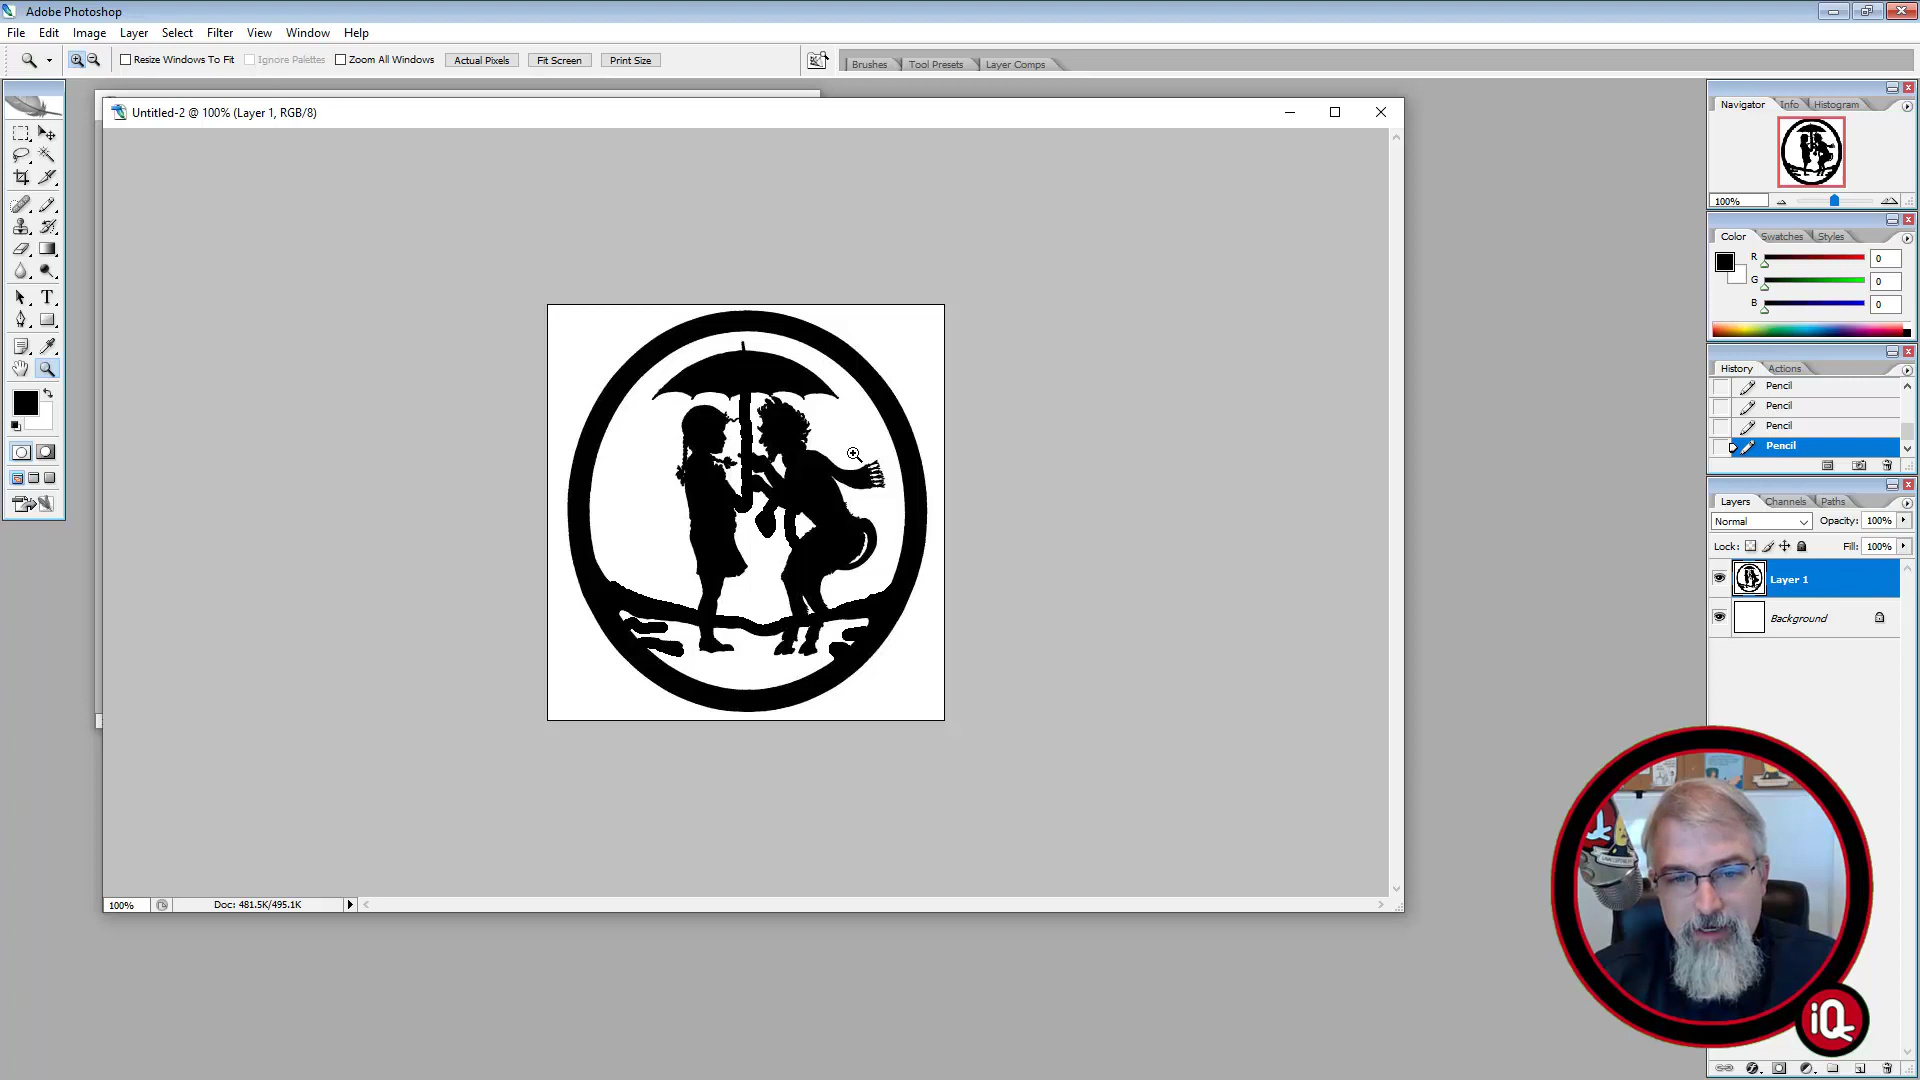 Adobe Photoshop
File Edit Image Layer Select Filter View Window Help
Resize Windows To Fit Ignore Palettes Zoom All Windows Actual Pixels Fit Screen Print Size Brushes Tool Presets Layer Comps
Untitled-2 @ 100% (Layer 1, RGB/8)
Navigator Info Histogram
100%
Color Swatches Styles
R 0
G 0
B 0
History Actions
Pencil
Pencil
Pencil
Pencil
Layers Channels Paths
Normal Opacity: 100%
Lock: Fill: 100%
Layer 1
Background
100% Doc: 481.5K/495.1K
iQ